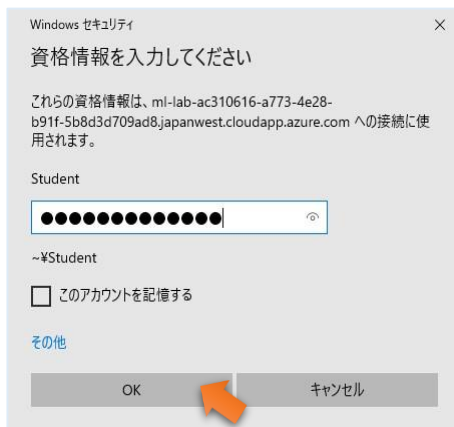 Windows セキュリティ
資格情報を入力してください
これらの資格情報は、ml-lab-ac310616-a773-4e28-
b91f-5b8d3d709ad8.japanwest.cloudapp.azure.com への接続に使
用されます。
Student
●●●●●●●●●●●●●
~¥Student
このアカウントを記憶する
その他
OK
キャンセル